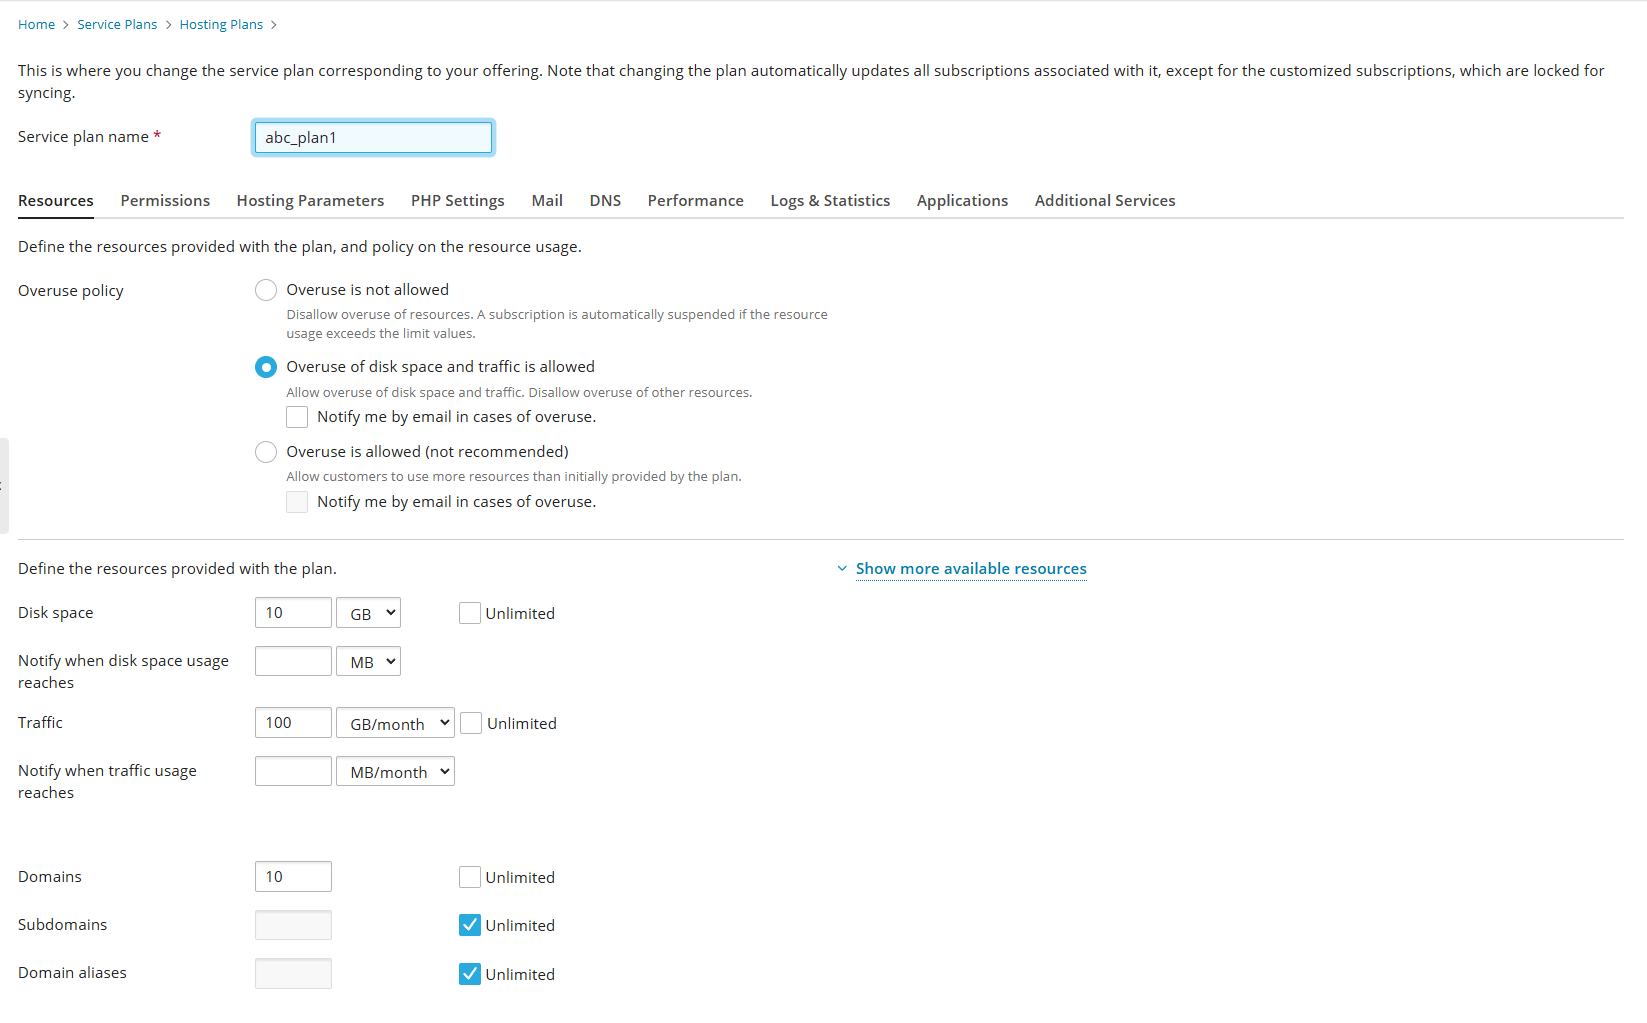 Home > Service Plans > Hosting Plans >
This is where you change the service plan corresponding to your offering. Note that changing the plan automatically updates all subscriptions associated with it, except for the customized subscriptions, which are locked for
syncing.
Service plan name * abc_plan1
Resources Permissions Hosting Parameters PHP Settings Mail DNS Performance Logs & Statistics Applications Additional Services
Define the resources provided with the plan, and policy on the resource usage.
Overuse policy Overuse is not allowed
Disallow overuse of resources. A subscription is automatically suspended if the resource
usage exceeds the limit values.
Overuse of disk space and traffic is allowed
Allow overuse of disk space and traffic. Disallow overuse of other resources.
Notify me by email in cases of overuse.
Overuse is allowed (not recommended)
Allow customers to use more resources than initially provided by the plan.
Notify me by email in cases of overuse.
Define the resources provided with the plan. Show more available resources
Disk space 10 GB Unlimited
Notify when disk space usage
reaches MB
Traffic 100 GB/month Unlimited
Notify when traffic usage
reaches MB/month
Domains 10 Unlimited
Subdomains Unlimited
Domain aliases Unlimited